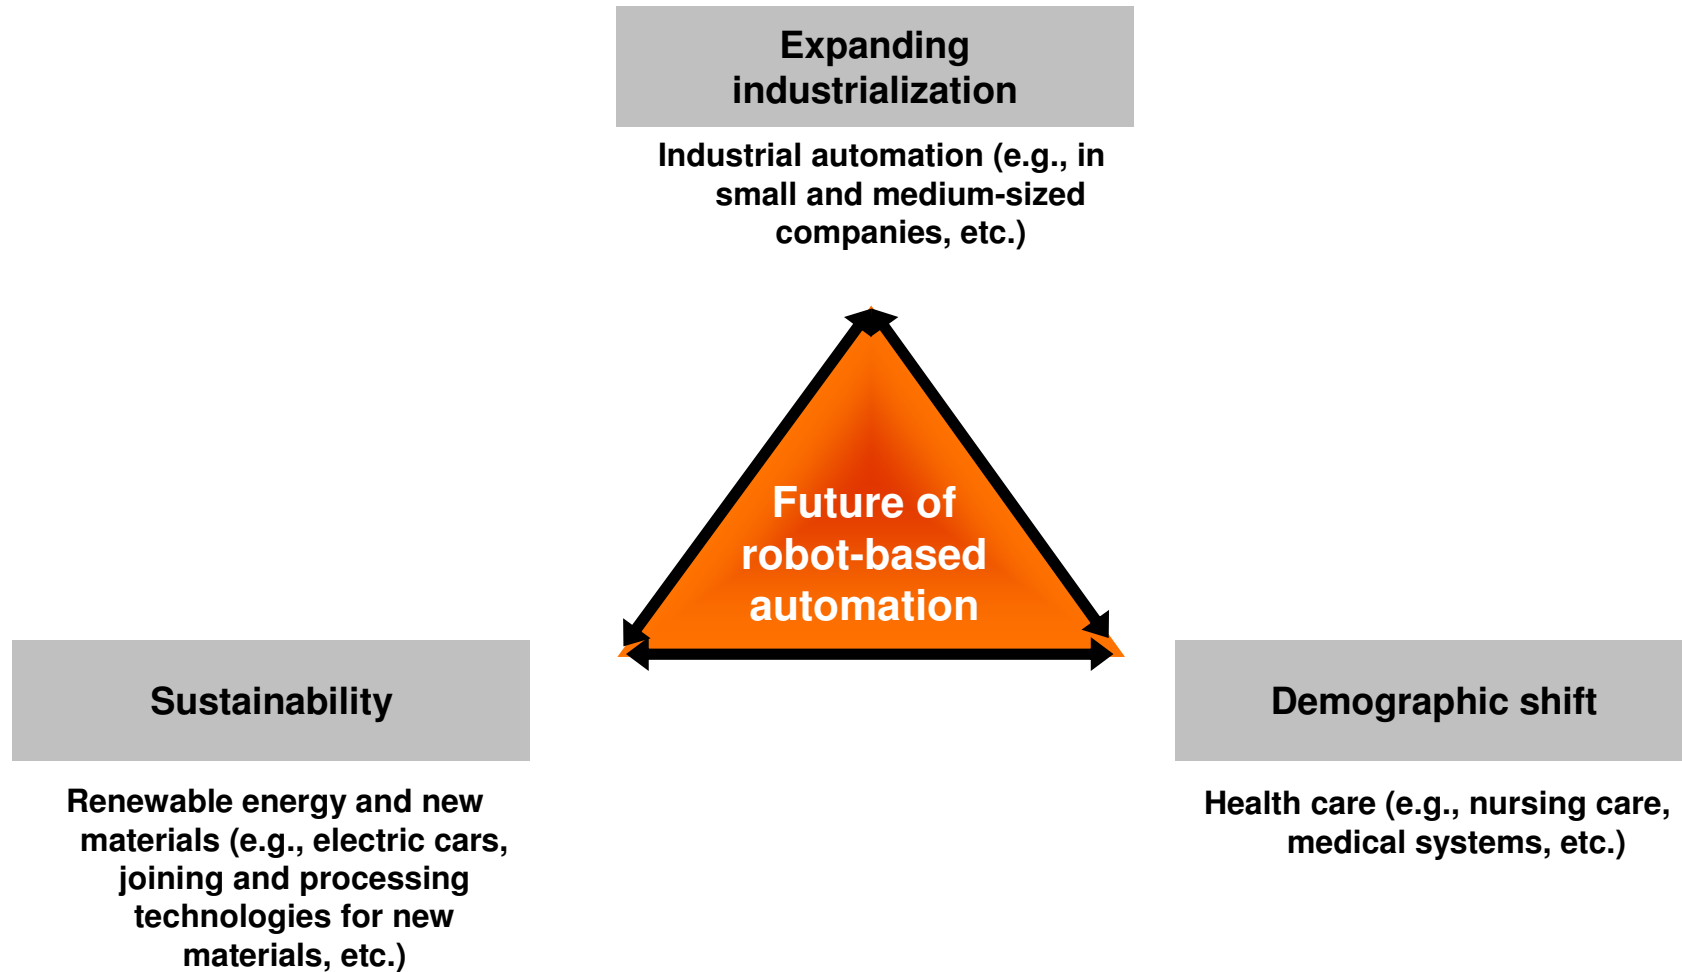 Expanding
industrialization
Industrial automation (e.g., in
small and medium-sized
companies, etc.)
Future of
robot-based
automation
Sustainability
Renewable energy and new
materials (e.g., electric cars,
joining and processing
technologies for new
materials, etc.)
Demographic shift
Health care (e.g., nursing care,
medical systems, etc.)